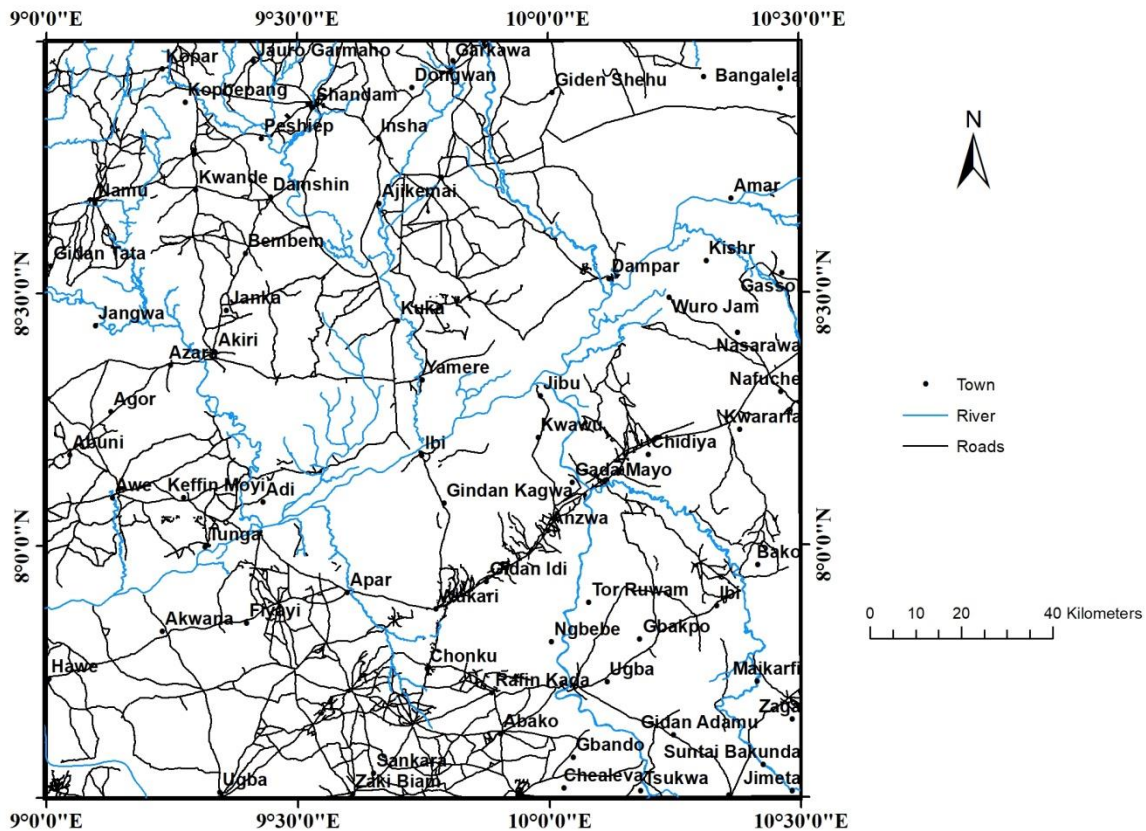 9°0'0"E 9°30'0"E 10°0'0"E 10°30'0"E
Kopar
Jauro Garmaho
Garkawa
Dongwan
Giden Shehu
Bangalela
Kopbepang
Shandam
Peshiep
Insha
Namu
Kwande
Damshin
Ajikemai
Amar
Gidan Tata
Bembem
Dampar
Kishr
Gasso
8°30'0"N
8°30'0"N
Jangwa
Janka
Kuka
Wuro Jam
Azara
Akiri
Nasarawa
Yamere
Nafuche
Agor
Jibu
Kwararfa
Abuni
Ibi
Kwawu
Chidiya
Awe
Keffin Moyi
Adi
Gindan Kagwa
Gada Mayo
Tunga
Anzwa
8°0'0"N
8°0'0"N
Bako
Apar
Gidan Idi
Akwana
Fiyayi
Wukari
Tor Ruwam
Ibi
Ngbebe
Gbakpo
Hawe
Chonku
Rafin Kada
Ugba
Maikarfi
Zaga
Abako
Gidan Adamu
Gbando
Suntai Bakunda
Ugba
Sankara
Zaki Biam
Chealeva
Tsukwa
Jimeta
9°0'0"E 9°30'0"E 10°0'0"E 10°30'0"E
N
Town
River
Roads
0 10 20 40 Kilometers